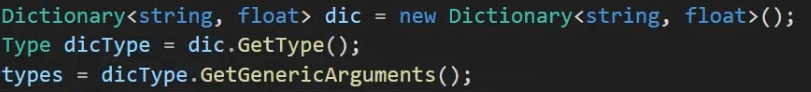 Dictionary<string, float> dic = new Dictionary<string, float>();
Type dicType = dic.GetType();
types = dicType.GetGenericArguments();